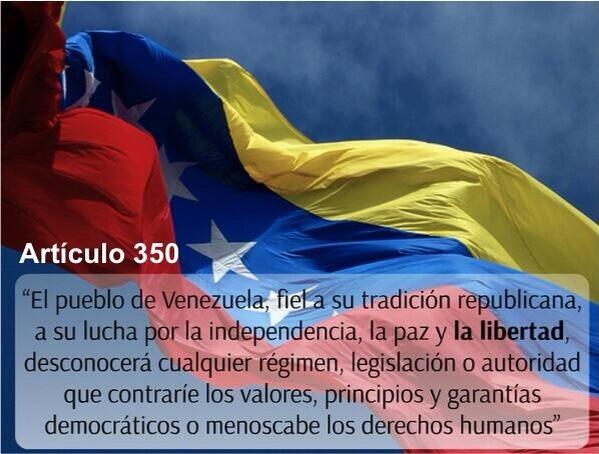 Artículo 350
“El pueblo de Venezuela, fiel a su tradición republicana,
a su lucha por la independencia, la paz y la libertad,
desconocerá cualquier régimen, legislación o autoridad
que contraríe los valores, principios y garantías
democráticos o menoscabe los derechos humanos”